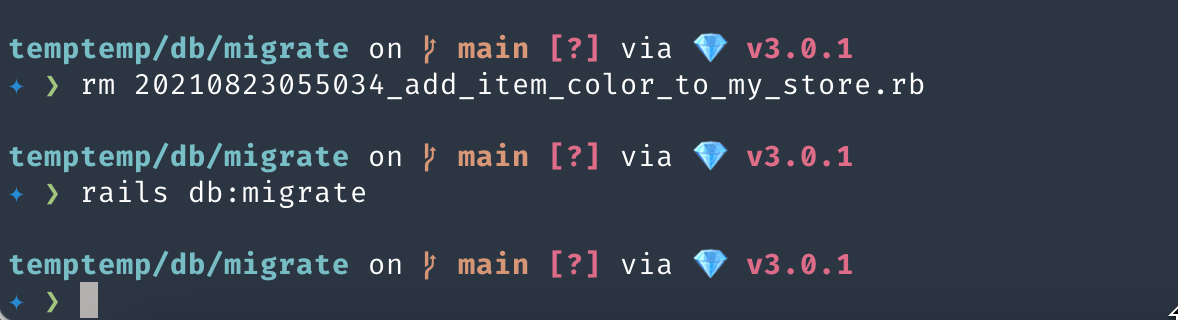 temptemp/db/migrate on main [?] via 💎 v3.0.1
✦ ❯ rm 20210823055034_add_item_color_to_my_store.rb
temptemp/db/migrate on main [?] via 💎 v3.0.1
✦ ❯ rails db:migrate
temptemp/db/migrate on main [?] via 💎 v3.0.1
✦ ❯